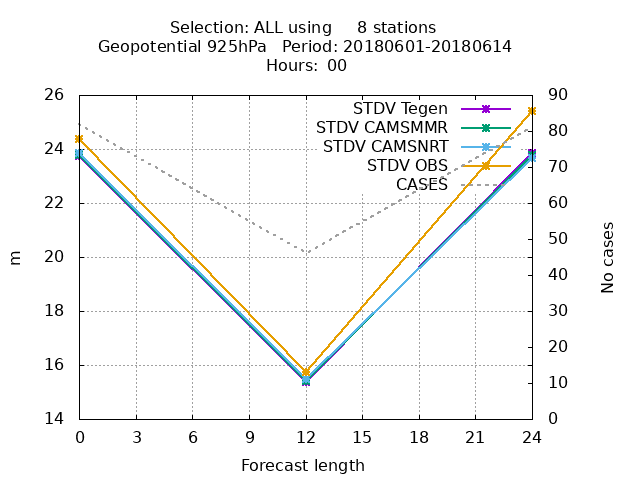 Selection: ALL using     8 stations
Geopotential 925hPa   Period: 20180601-20180614
Hours: 00
26 90
STDV Tegen
80
STDV CAMSMMR
24
STDV CAMSNRT
70
STDV OBS
CASES
22 60
50
20
40
18 30
20
16
10
14 0
0 3 6 9 12 15 18 21 24
m
No cases
Forecast length